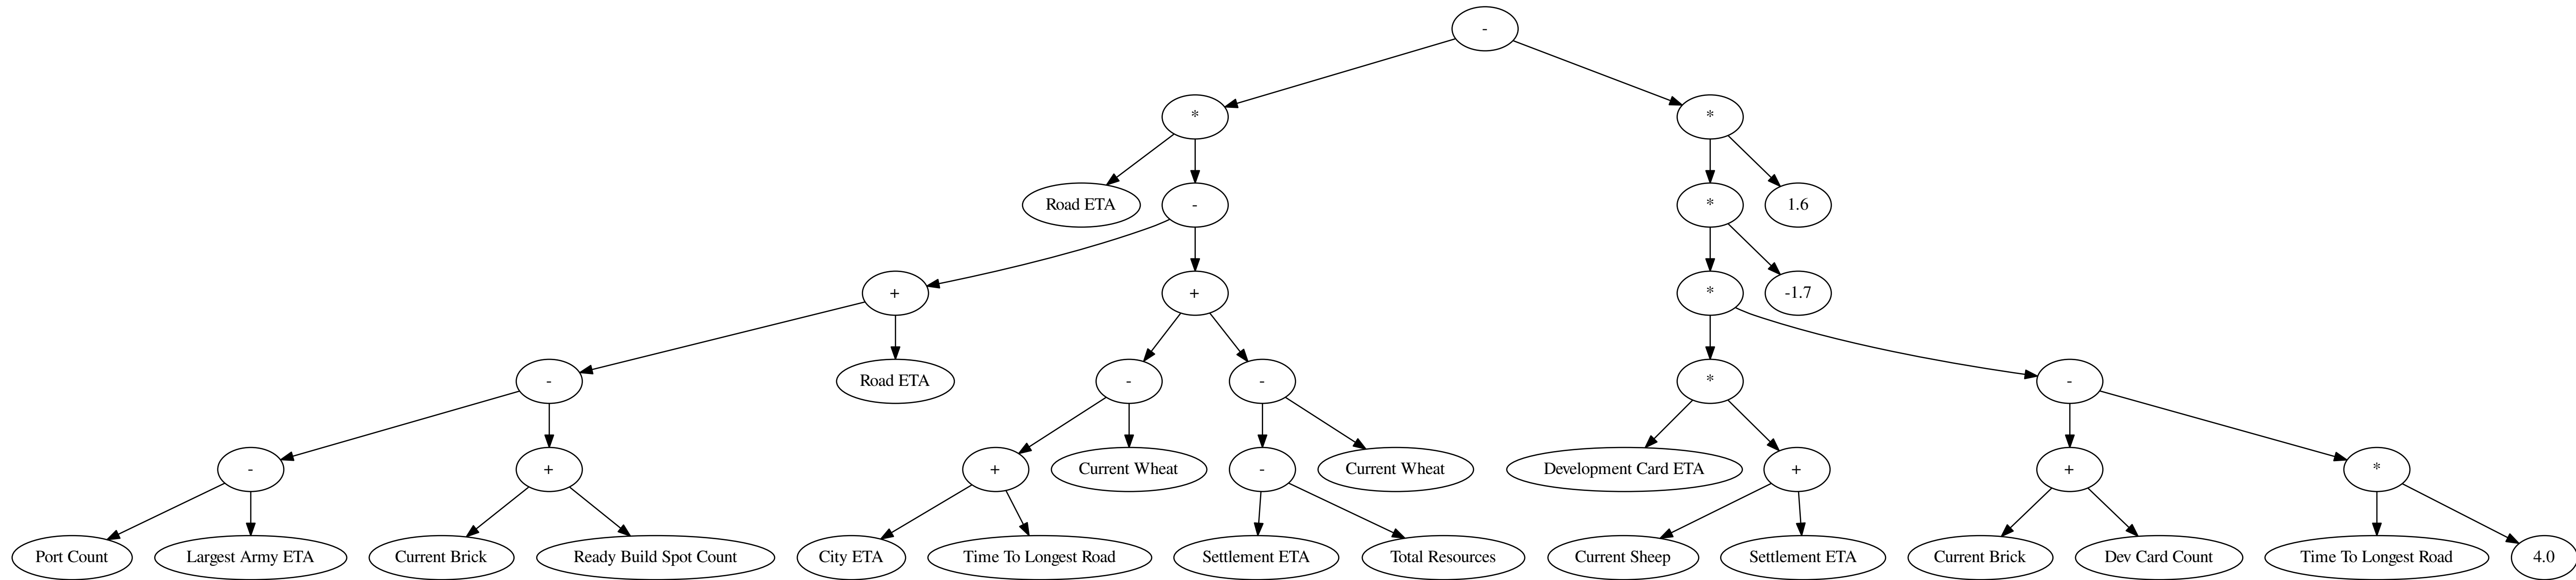 -
*
*
Road ETA
-
*
1.6
+
+
*
-1.7
-
Road ETA
-
-
*
-
-
+
+
Current Wheat
-
Current Wheat
Development Card ETA
+
+
*
Port Count
Largest Army ETA
Current Brick
Ready Build Spot Count
City ETA
Time To Longest Road
Settlement ETA
Total Resources
Current Sheep
Settlement ETA
Current Brick
Dev Card Count
Time To Longest Road
4.0